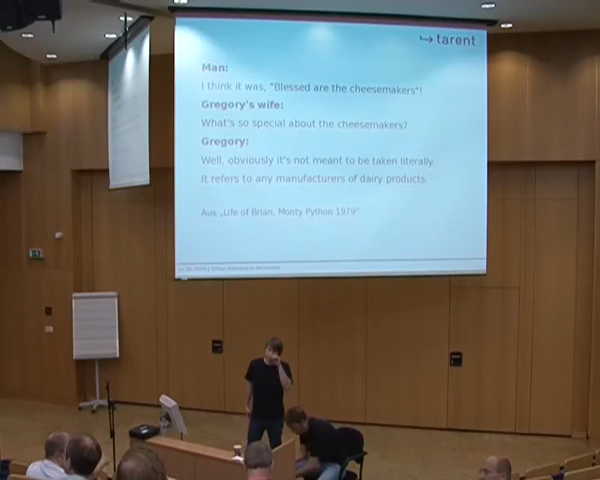 tarent
Man:
I think it was, "Blessed are the cheesemakers"!
Gregory's wife:
What's so special about the cheesemakers?
Gregory:
Well, obviously it's not meant to be taken literally.
It refers to any manufacturers of dairy products.
Aus „Life of Brian, Monty Python 1979"